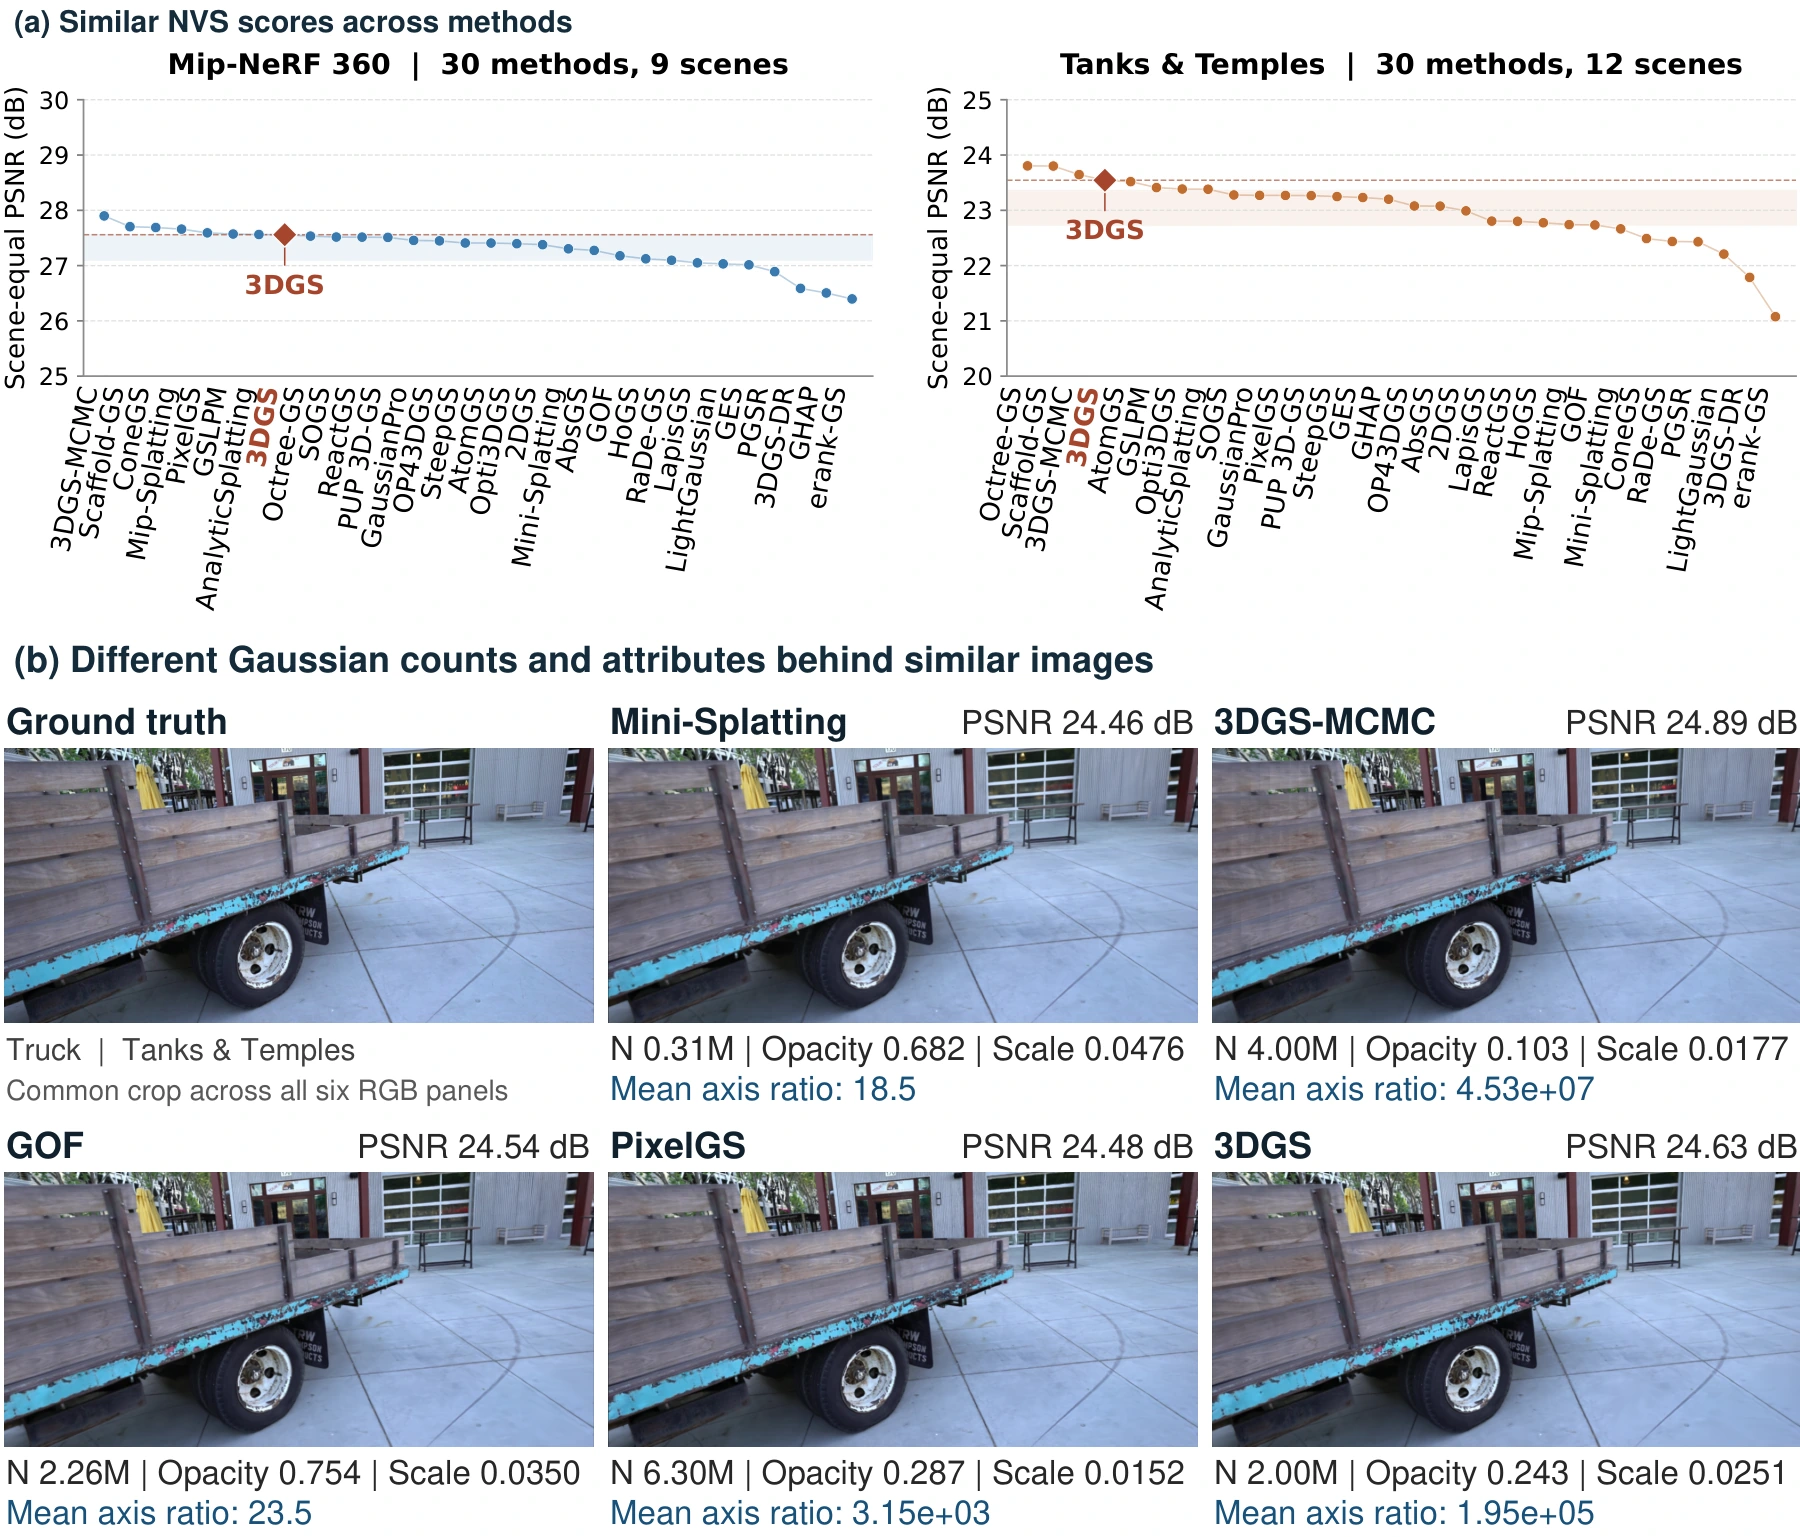 (a) Similar NVS scores across methods
Mip-NeRF 360 | 30 methods, 9 scenes
Scene-equal PSNR (dB)
30
29
28
27
26
25
3DGS
3DGS-MCMC
Scaffold-GS
ConeGS
Mip-Splatting
PixelGS
GSLPM
AnalyticSplatting
3DGS
Octree-GS
SOGS
ReactGS
PUP 3D-GS
GaussianPro
OP43DGS
SteepGS
AtomGS
Opti3DGS
2DGS
Mini-Splatting
AbsGS
GOF
HoGS
RaDe-GS
LapisGS
LightGaussian
GES
PGSR
3DGS-DR
GHAP
erank-GS
Tanks & Temples | 30 methods, 12 scenes
Scene-equal PSNR (dB)
25
24
23
22
21
20
3DGS
Octree-GS
Scaffold-GS
3DGS-MCMC
3DGS
AtomGS
GSLPM
Opti3DGS
AnalyticSplatting
SOGS
GaussianPro
PixelGS
PUP 3D-GS
SteepGS
GES
GHAP
OP43DGS
AbsGS
2DGS
LapisGS
ReactGS
HoGS
Mip-Splatting
GOF
Mini-Splatting
ConeGS
RaDe-GS
PGSR
LightGaussian
3DGS-DR
erank-GS
(b) Different Gaussian counts and attributes behind similar images
Ground truth
Truck | Tanks & Temples
Common crop across all six RGB panels
Mini-Splatting PSNR 24.46 dB
N 0.31M | Opacity 0.682 | Scale 0.0476
Mean axis ratio: 18.5
3DGS-MCMC PSNR 24.89 dB
N 4.00M | Opacity 0.103 | Scale 0.0177
Mean axis ratio: 4.53e+07
GOF PSNR 24.54 dB
N 2.26M | Opacity 0.754 | Scale 0.0350
Mean axis ratio: 23.5
PixelGS PSNR 24.48 dB
N 6.30M | Opacity 0.287 | Scale 0.0152
Mean axis ratio: 3.15e+03
3DGS PSNR 24.63 dB
N 2.00M | Opacity 0.243 | Scale 0.0251
Mean axis ratio: 1.95e+05